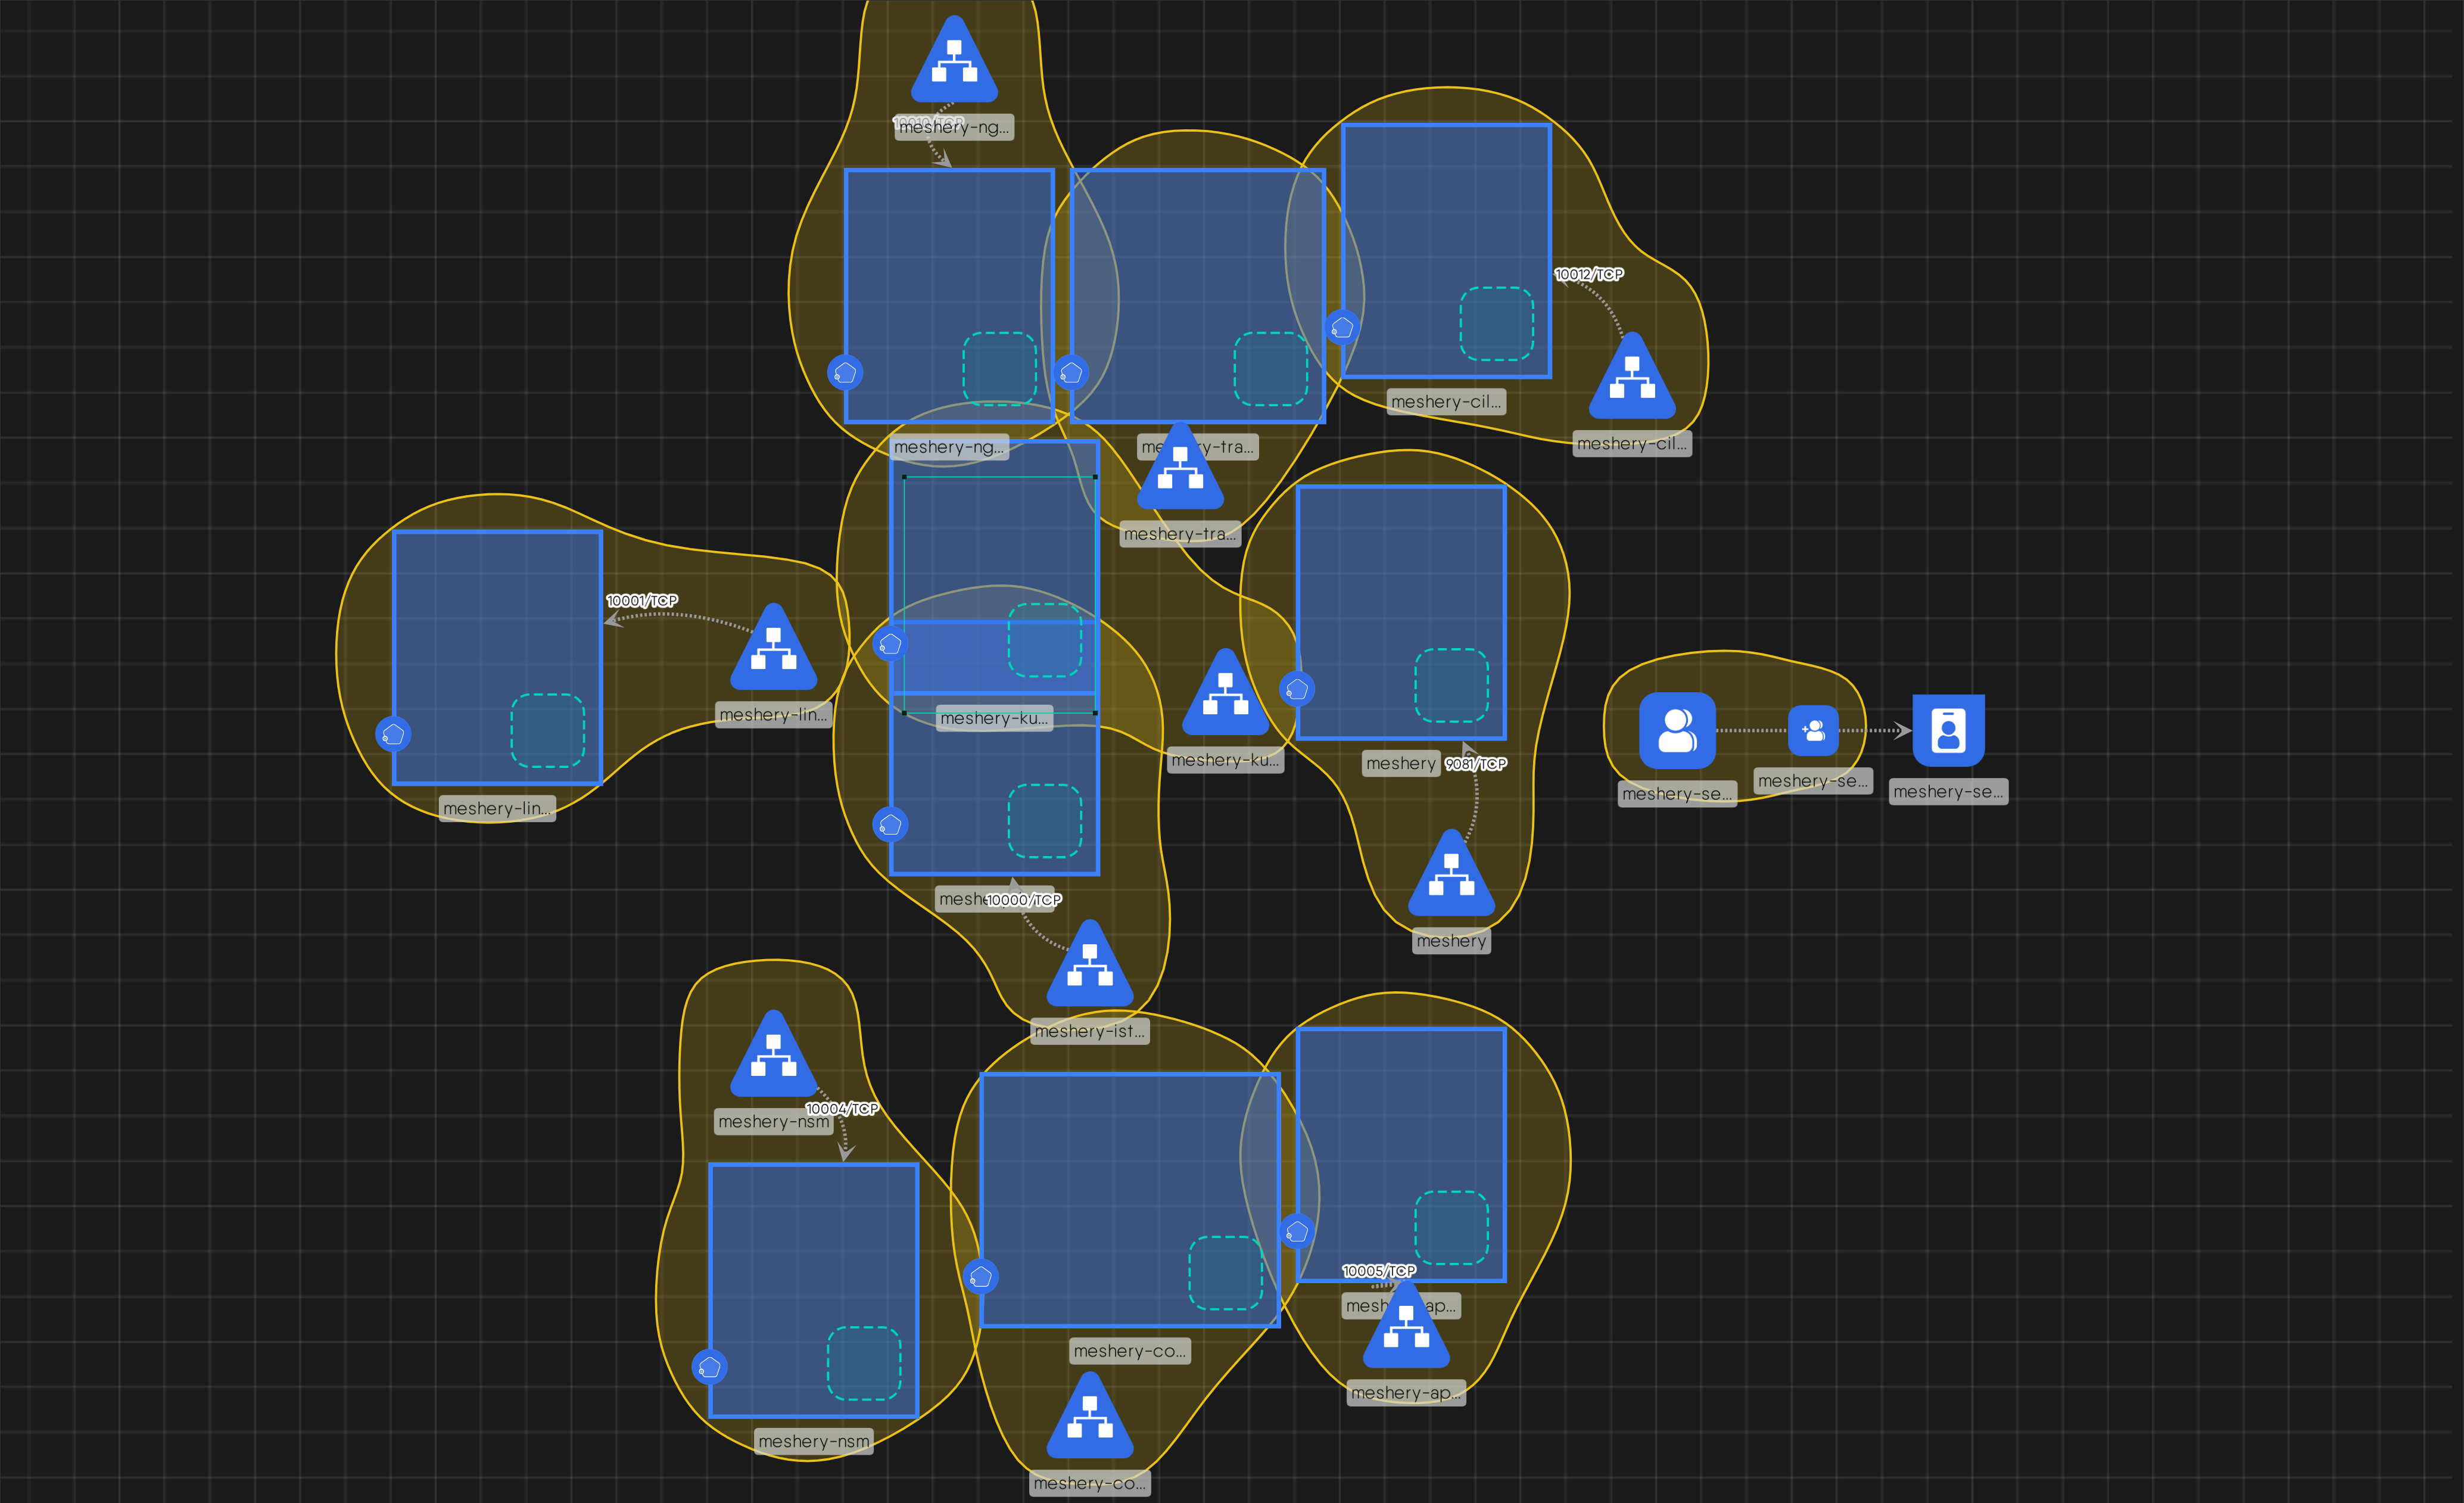 meshery-ng...
10012/TCP
meshery-cil...
meshery-cil...
meshery-ng...
meshery-tra...
10001/TCP
meshery-lin...
meshery-lin...
meshery-ku...
meshery-ku...
meshery
9081/TCP
meshery
meshery-se...
meshery-se...
meshery-se...
10000/TCP
meshery-ist...
meshery-nsm
10004/TCP
meshery-nsm
meshery-co...
meshery-co...
10005/TCP
meshery-ap...